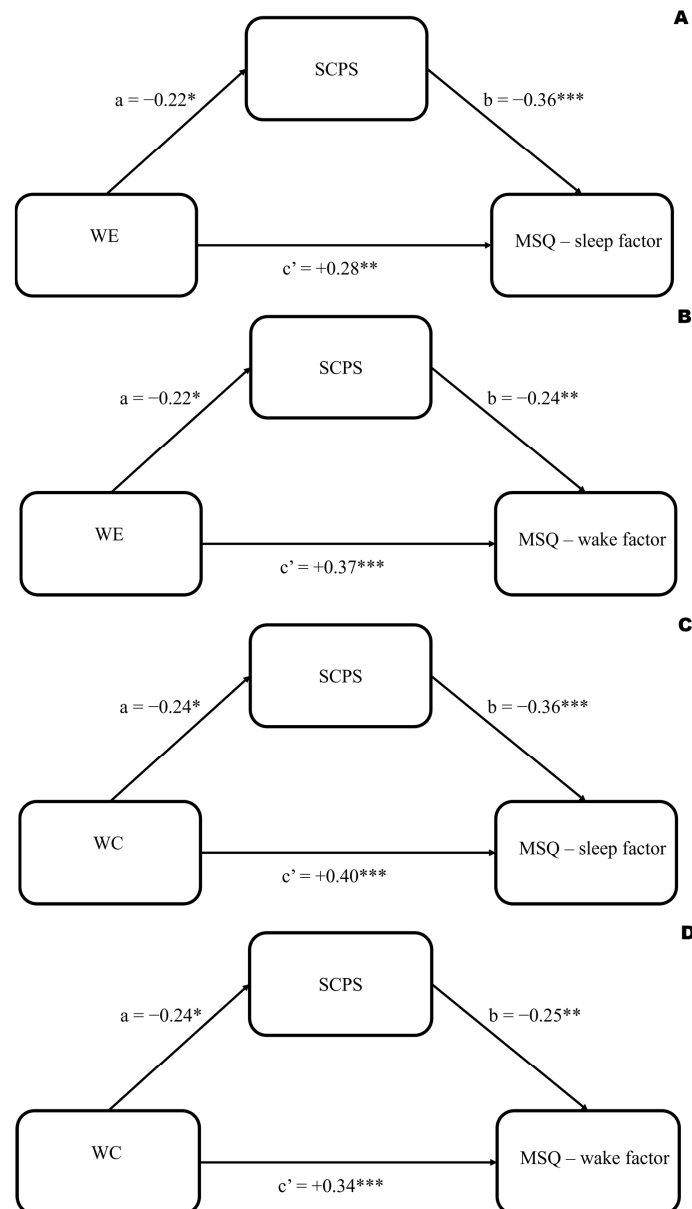 A
SCPS
a = −0.22*
b = −0.36***
WE
MSQ – sleep factor
c’ = +0.28**
B
SCPS
a = −0.22*
b = −0.24**
WE
MSQ – wake factor
c’ = +0.37***
C
SCPS
a = −0.24*
b = −0.36***
WC
MSQ – sleep factor
c’ = +0.40***
D
SCPS
a = −0.24*
b = −0.25**
WC
MSQ – wake factor
c’ = +0.34***